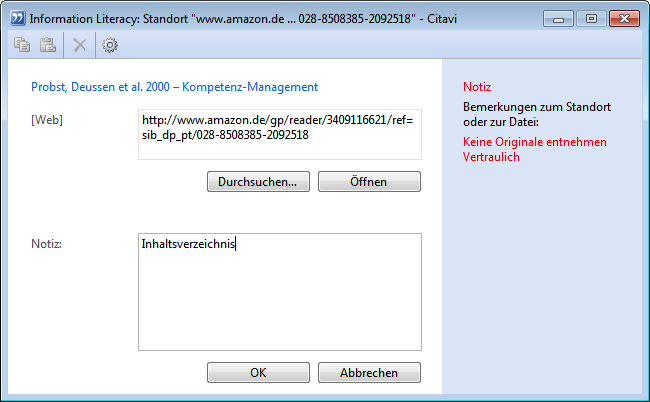 Information Literacy: Standort "www.amazon.de ... 028-8508385-2092518" - Citavi
Probst, Deussen et al. 2000 – Kompetenz-Management
[Web]
http://www.amazon.de/gp/reader/3409116621/ref=
sib_dp_pt/028-8508385-2092518
Durchsuchen...
Öffnen
Notiz:
Inhaltsverzeichnis
OK
Abbrechen
Notiz
Bemerkungen zum Standort
oder zur Datei:
Keine Originale entnehmen
Vertraulich